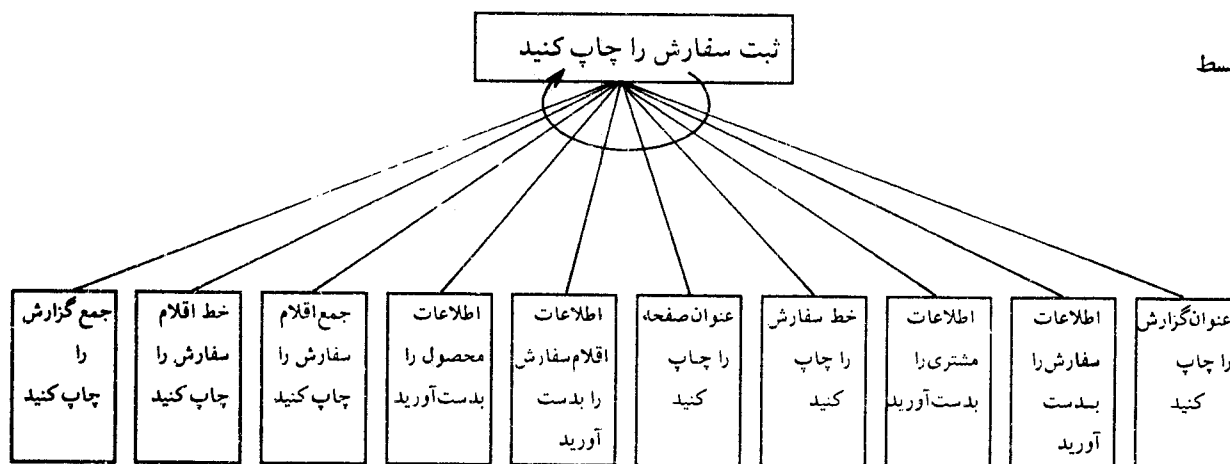 ثبت سفارش را چاپ کنید
عنوان گزارش
را چاپ
کنید
اطلاعات
سفارش را
بدست
آورید
اطلاعات
مشتری را
بدست آورید
خط سفارش
را چاپ
کنید
عنوان صفحه
را چاپ
کنید
اطلاعات
اقلام سفارش
را بدست
آورید
اطلاعات
محصول را
بدست آورید
جمع اقلام
سفارش را
چاپ کنید
خط اقلام
سفارش را
چاپ کنید
جمع گزارش
را
چاپ کنید